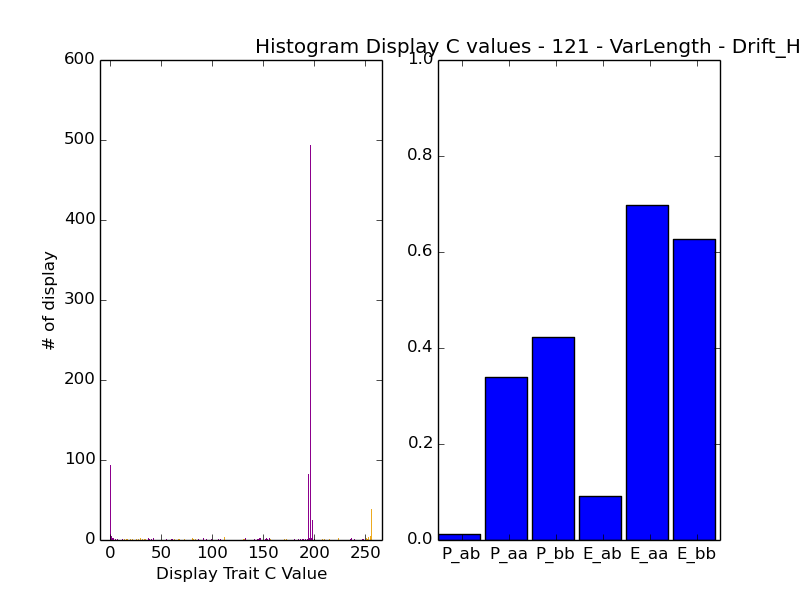 Histogram Display C values - 121 - VarLength - Drift_H
600
500
400
300
200
100
0
# of display
0 50 100 150 200 250
Display Trait C Value
1.0
0.8
0.6
0.4
0.2
0.0
P_ab P_aa P_bb E_ab E_aa E_bb